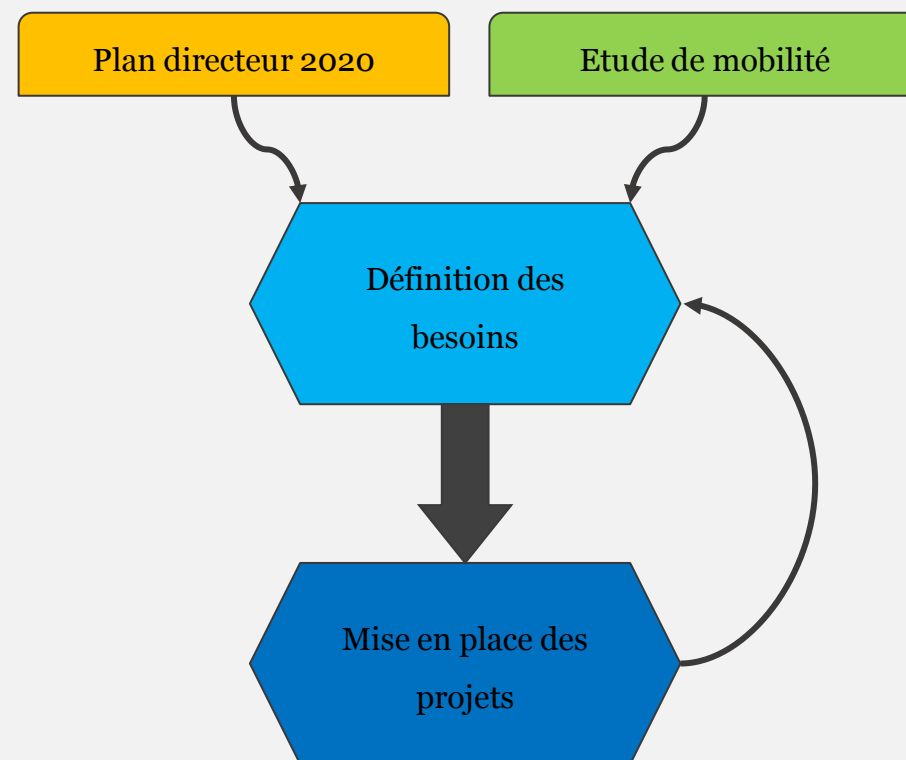 Plan directeur 2020
Etude de mobilité
Définition des
besoins
Mise en place des
projets